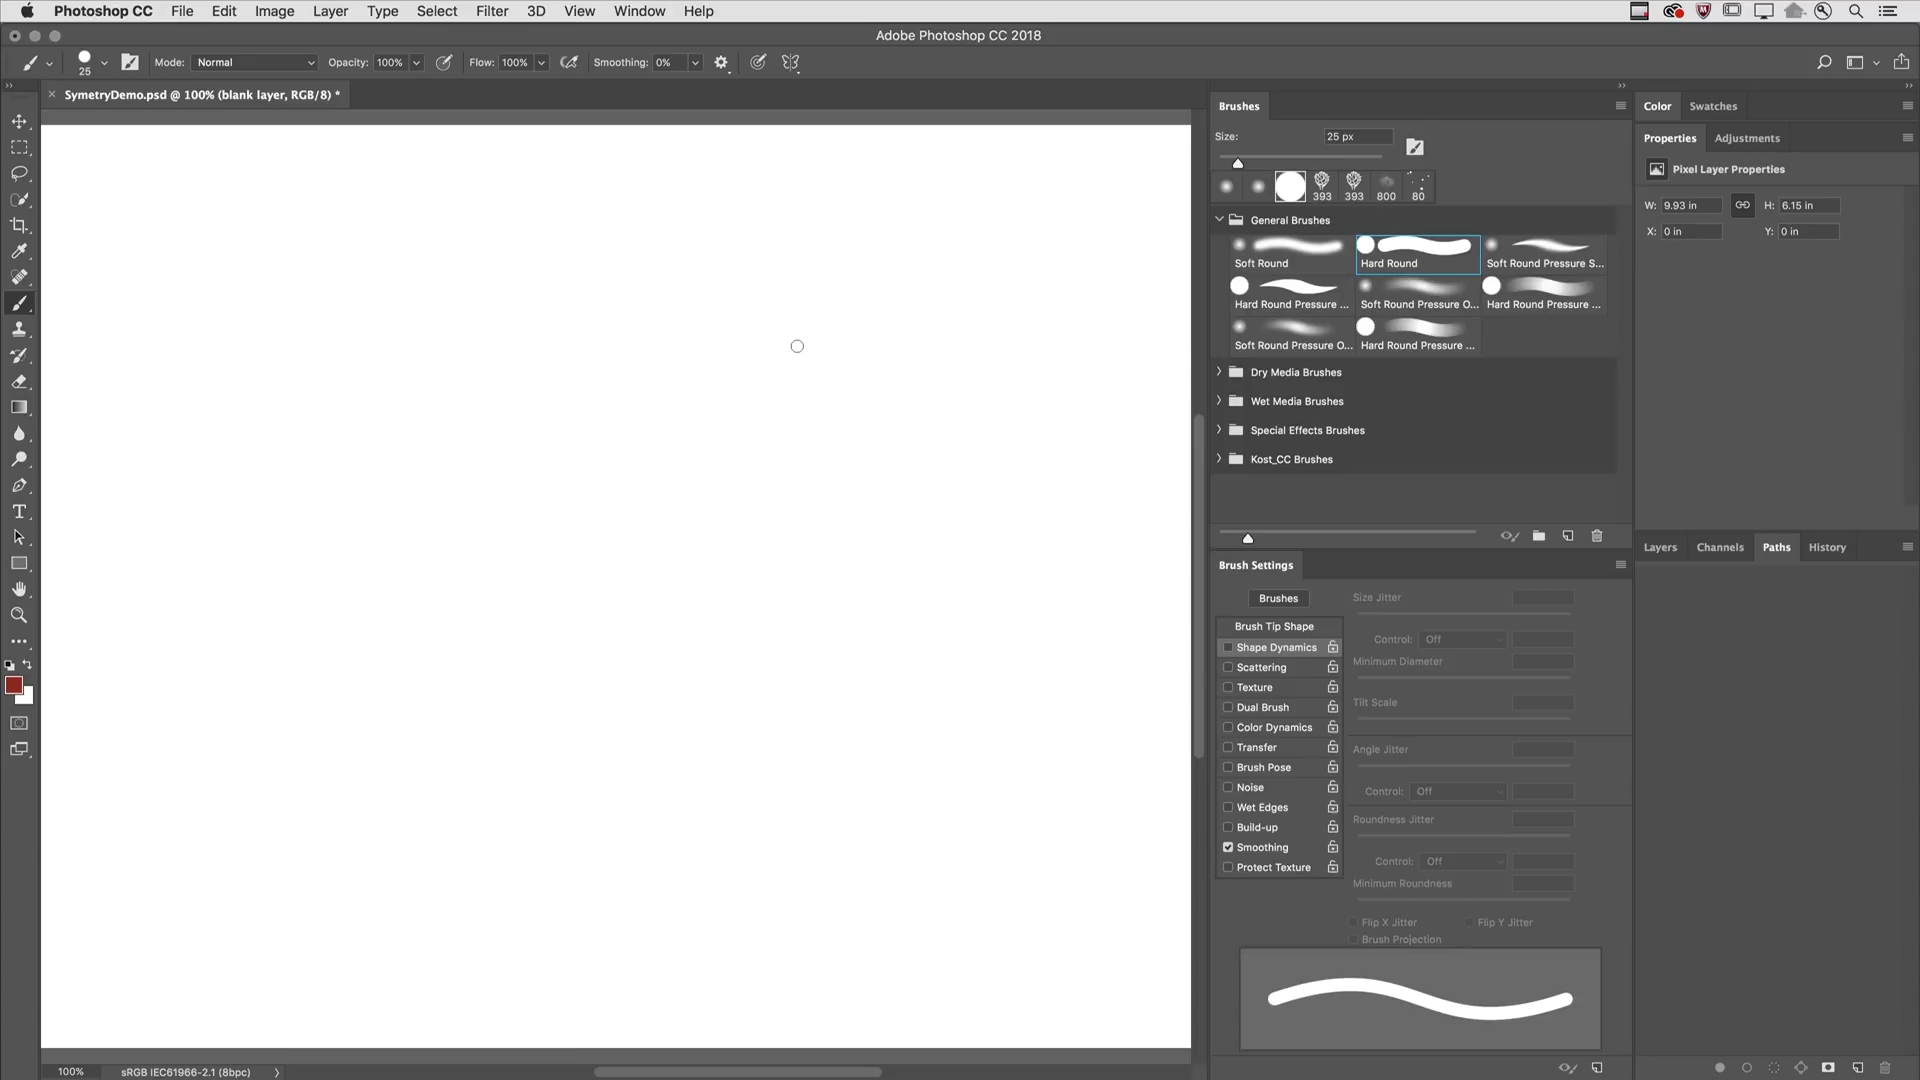 Photoshop CC File Edit Image Layer Type Select Filter 3D View Window Help
Adobe Photoshop CC 2018
25 Mode: Normal Opacity: 100% Flow: 100% Smoothing: 0%
SymetryDemo.psd @ 100% (blank layer, RGB/8) *
Brushes
Size: 25 px
393 393 800 80
General Brushes
Soft Round Hard Round Soft Round Pressure S...
Hard Round Pressure ... Soft Round Pressure O... Hard Round Pressure ...
Soft Round Pressure O... Hard Round Pressure ...
Dry Media Brushes
Wet Media Brushes
Special Effects Brushes
Kost_CC Brushes
Brush Settings
Brushes
Brush Tip Shape
Shape Dynamics
Scattering
Texture
Dual Brush
Color Dynamics
Transfer
Brush Pose
Noise
Wet Edges
Build-up
Smoothing
Protect Texture
Size Jitter
Control: Off
Minimum Diameter
Tilt Scale
Angle Jitter
Control: Off
Roundness Jitter
Control: Off
Minimum Roundness
Flip X Jitter Flip Y Jitter
Brush Projection
Color Swatches
Properties Adjustments
Pixel Layer Properties
W: 9.93 in H: 6.15 in
X: 0 in Y: 0 in
Layers Channels Paths History
100% sRGB IEC61966-2.1 (8bpc)